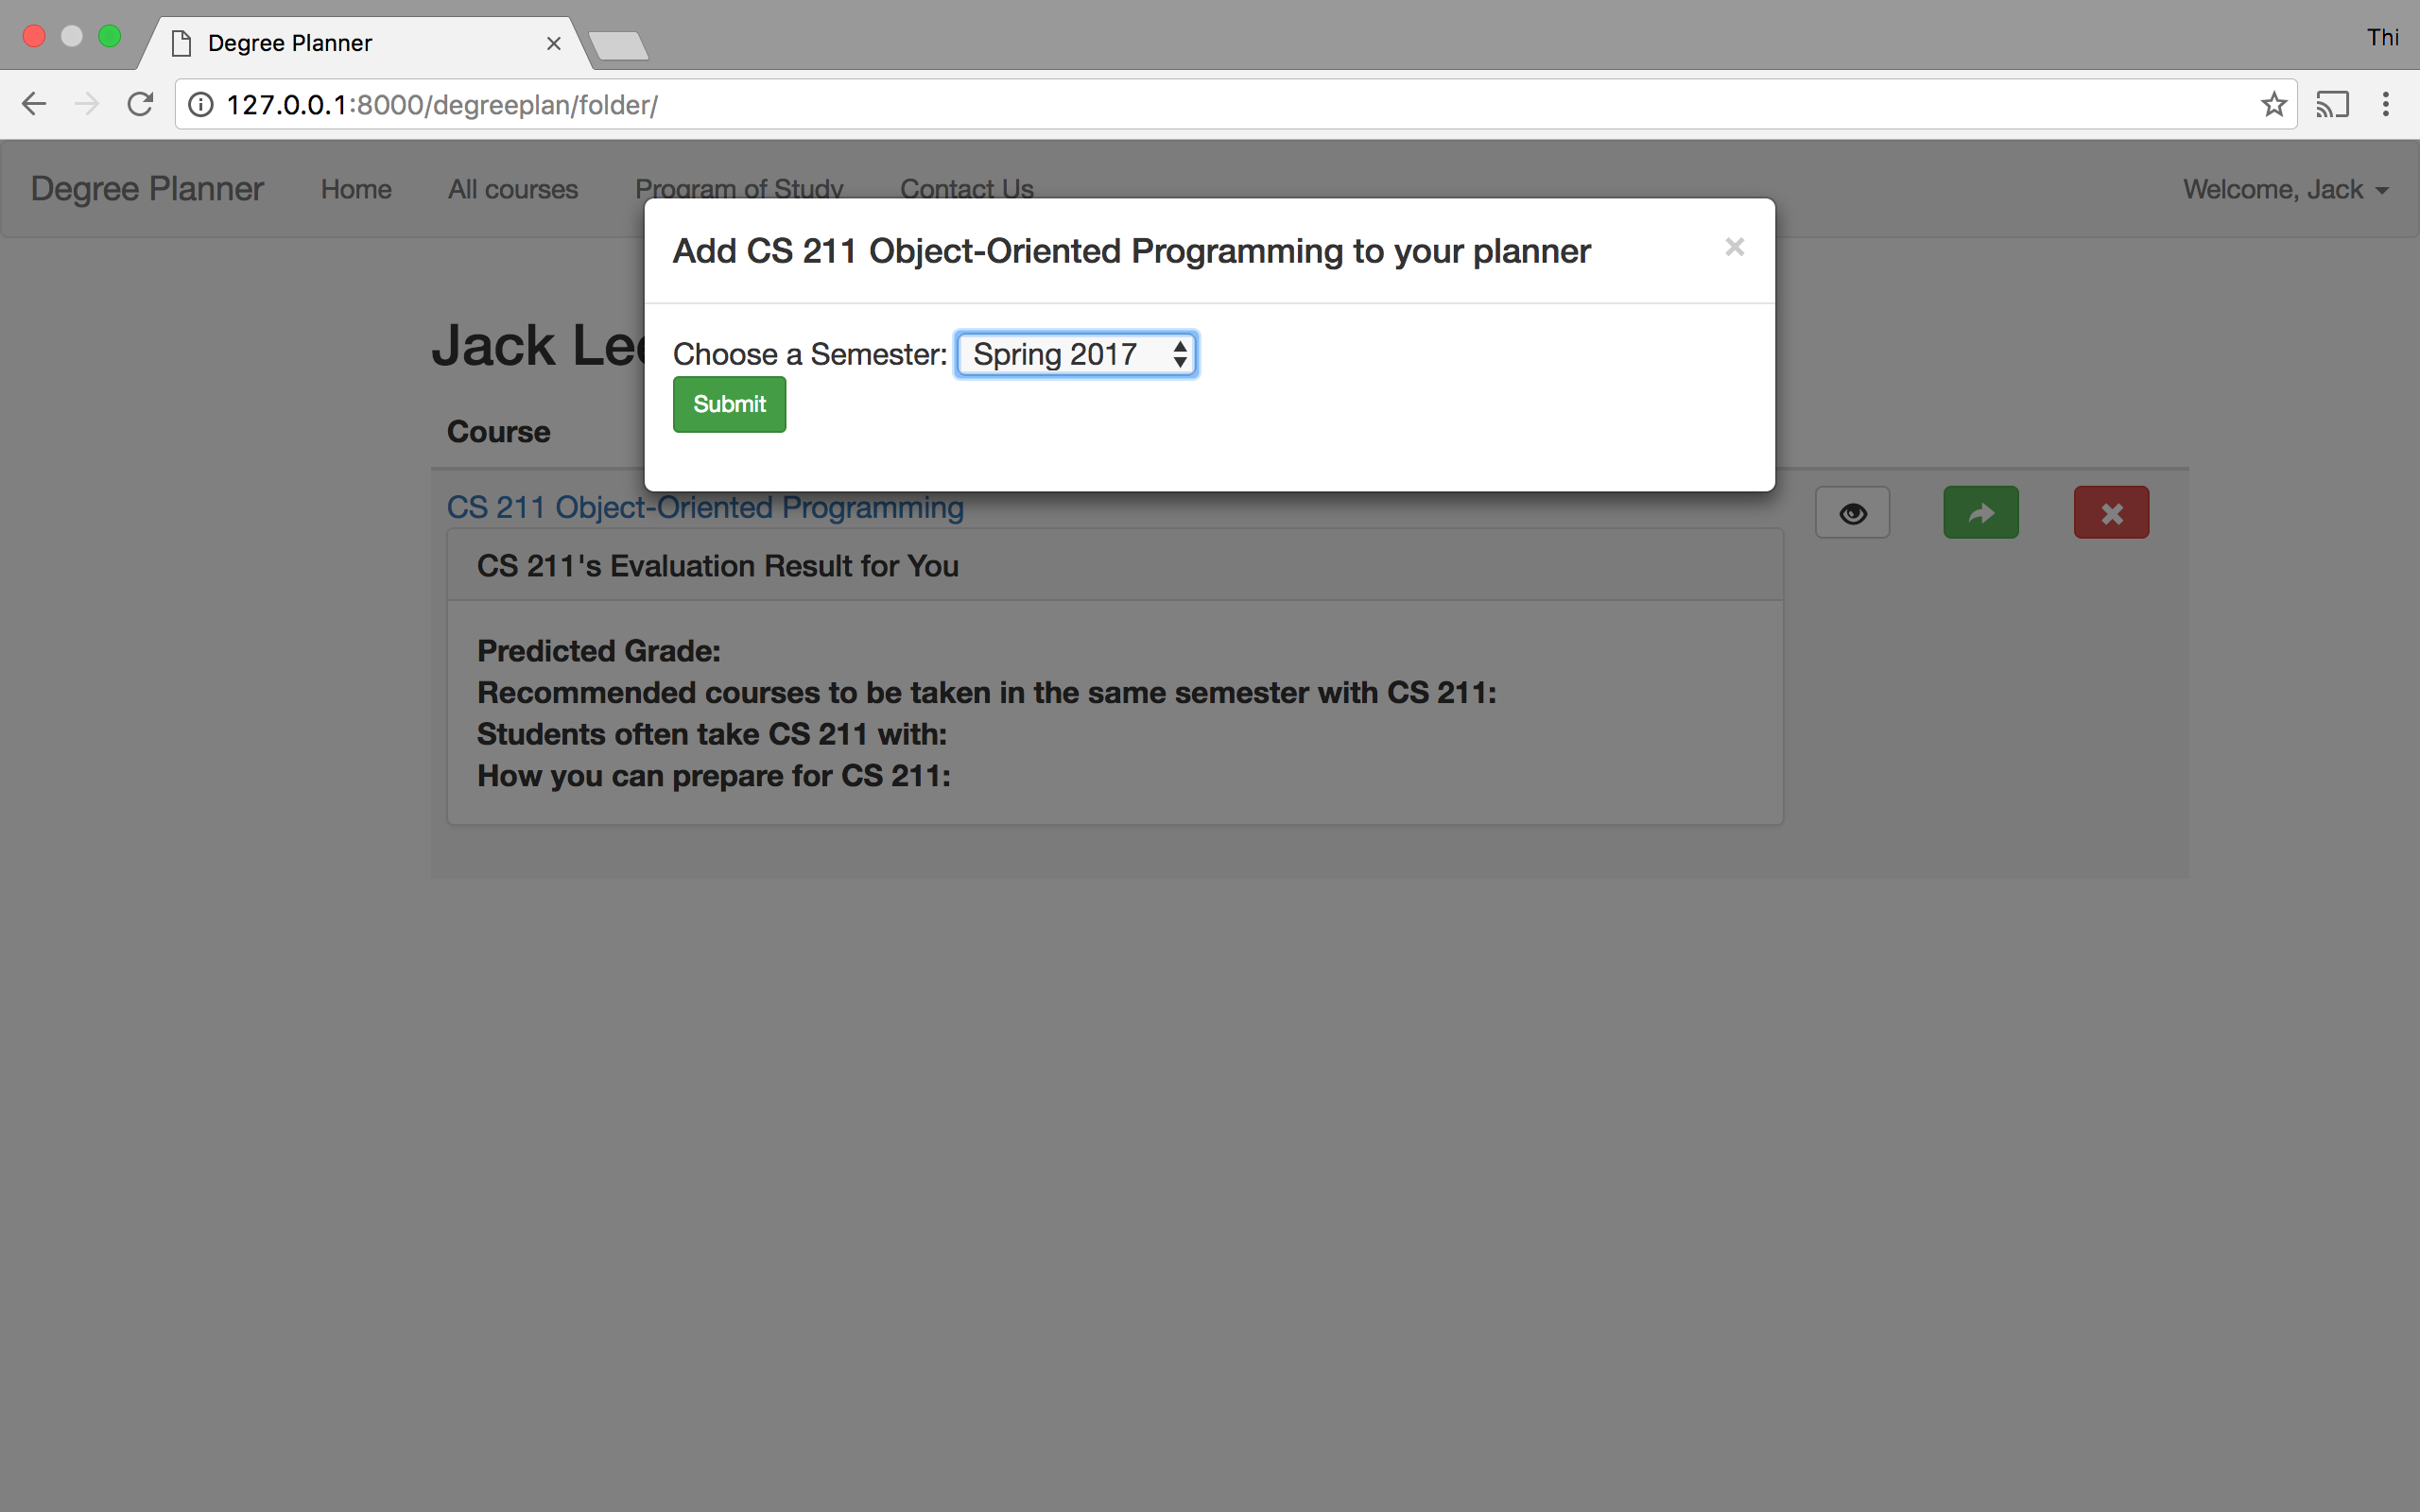 Degree Planner
Thi
127.0.0.1:8000/degreeplan/folder/
Degree Planner Home All courses Program of Study Contact Us Welcome, Jack
Add CS 211 Object-Oriented Programming to your planner ×
Choose a Semester: Spring 2017
Submit
Jack
Course
CS 211 Object-Oriented Programming
CS 211's Evaluation Result for You
Predicted Grade:
Recommended courses to be taken in the same semester with CS 211:
Students often take CS 211 with:
How you can prepare for CS 211: